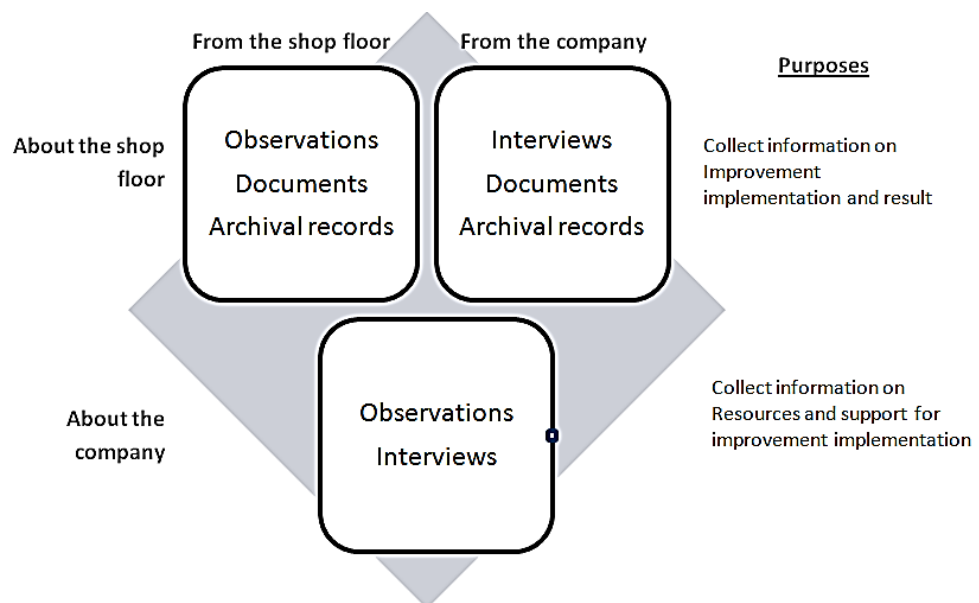 From the shop floor
From the company
Purposes
About the shop
floor
Observations
Documents
Archival records
Interviews
Documents
Archival records
Collect information on
Improvement
implementation and result
About the
company
Observations
Interviews
Collect information on
Resources and support for
improvement implementation